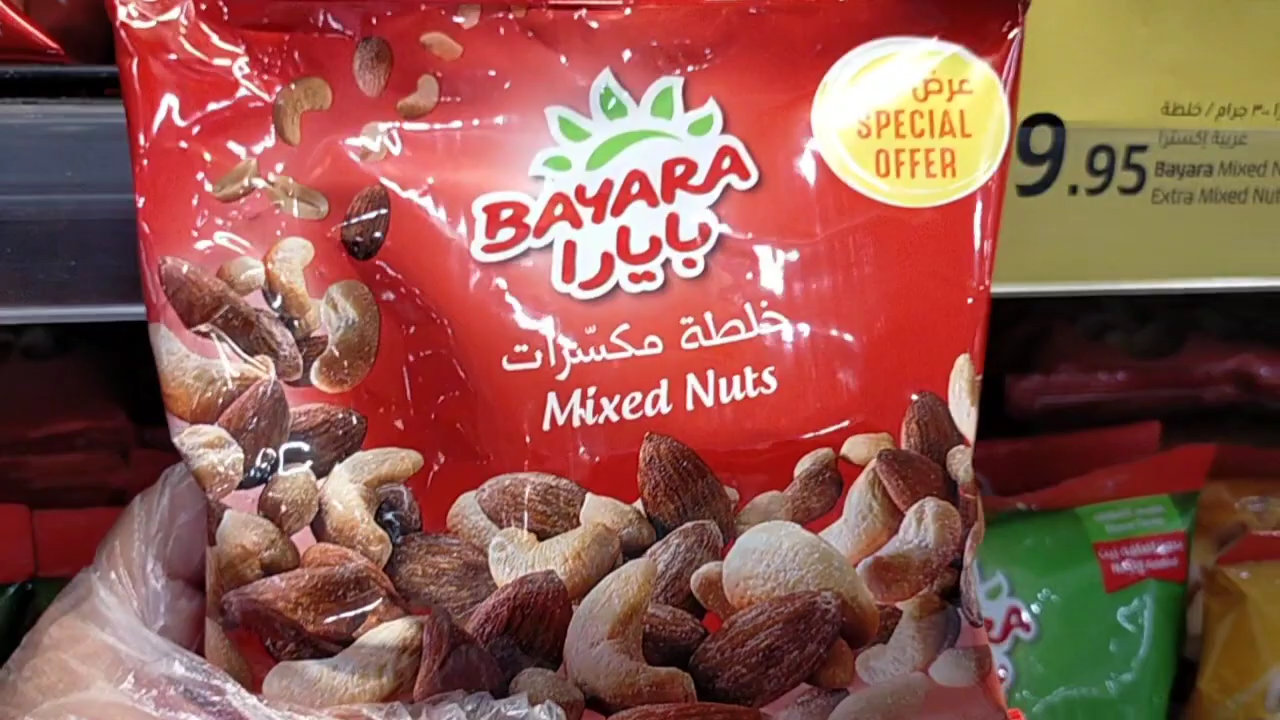 BAYARA
بايارا
خلطة مكسّرات
Mixed Nuts
عرض
SPECIAL
OFFER
9.95
جرام / خلطة
عربية إكسترا
Bayara Mixed
Extra Mixed